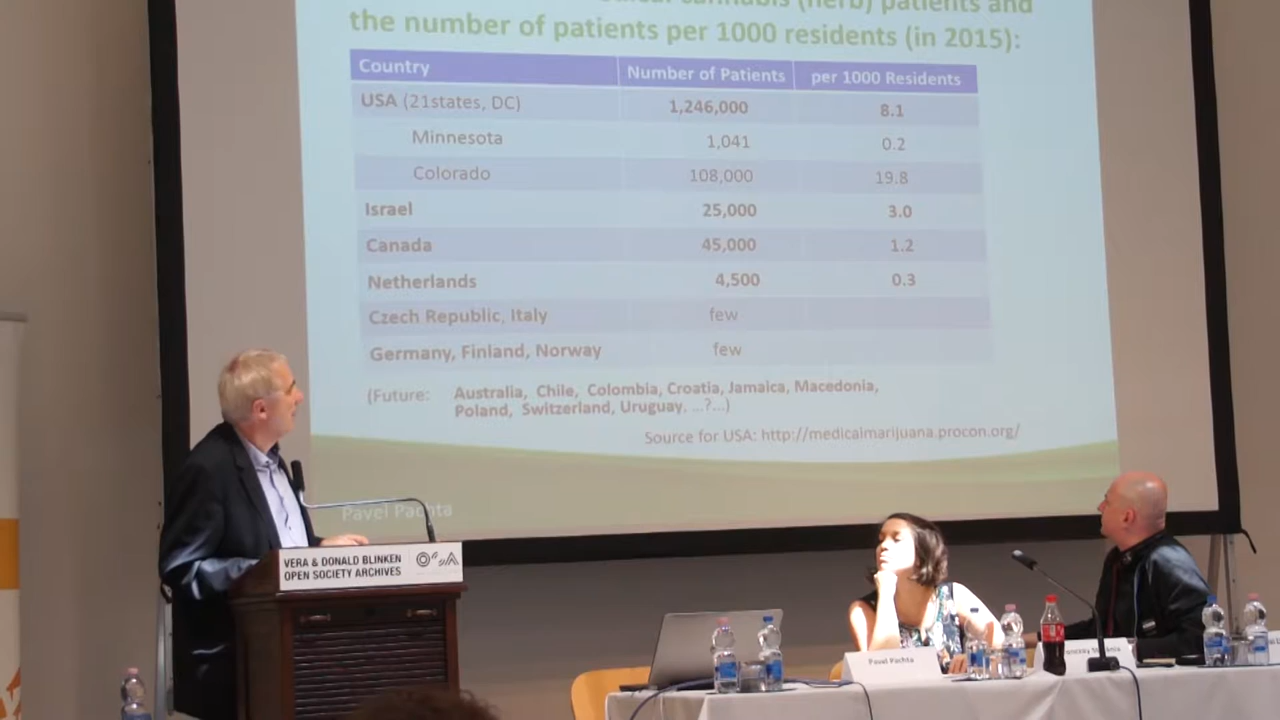 cannabis (herb) patients and
the number of patients per 1000 residents (in 2015):
Country Number of Patients per 1000 Residents
USA (21states, DC) 1,246,000 8.1
Minnesota 1,041 0.2
Colorado 108,000 19.8
Israel 25,000 3.0
Canada 45,000 1.2
Netherlands 4,500 0.3
Czech Republic, Italy few
Germany, Finland, Norway few
(Future: Australia, Chile, Colombia, Croatia, Jamaica, Macedonia,
Poland, Switzerland, Uruguay, ...?...)
Source for USA: http://medicalmarijuana.procon.org/
Pavel Pachta
VERA & DONALD BLINKEN
OPEN SOCIETY ARCHIVES
Pavel Pachta